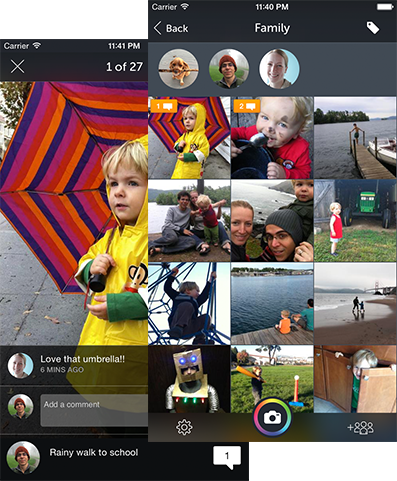 Carrier 11:41 PM
1 of 27
Love that umbrella!!
6 MINS AGO
Add a comment
Rainy walk to school
1
Carrier 11:40 PM
Back Family
1
2